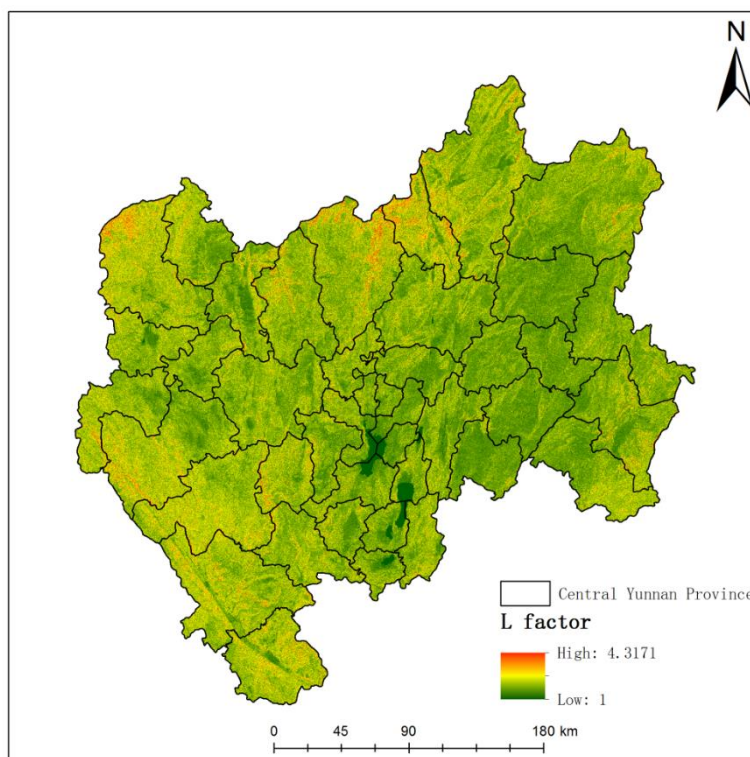 N
Central Yunnan Province
L factor
High: 4.3171
Low: 1
0 45 90 180 km